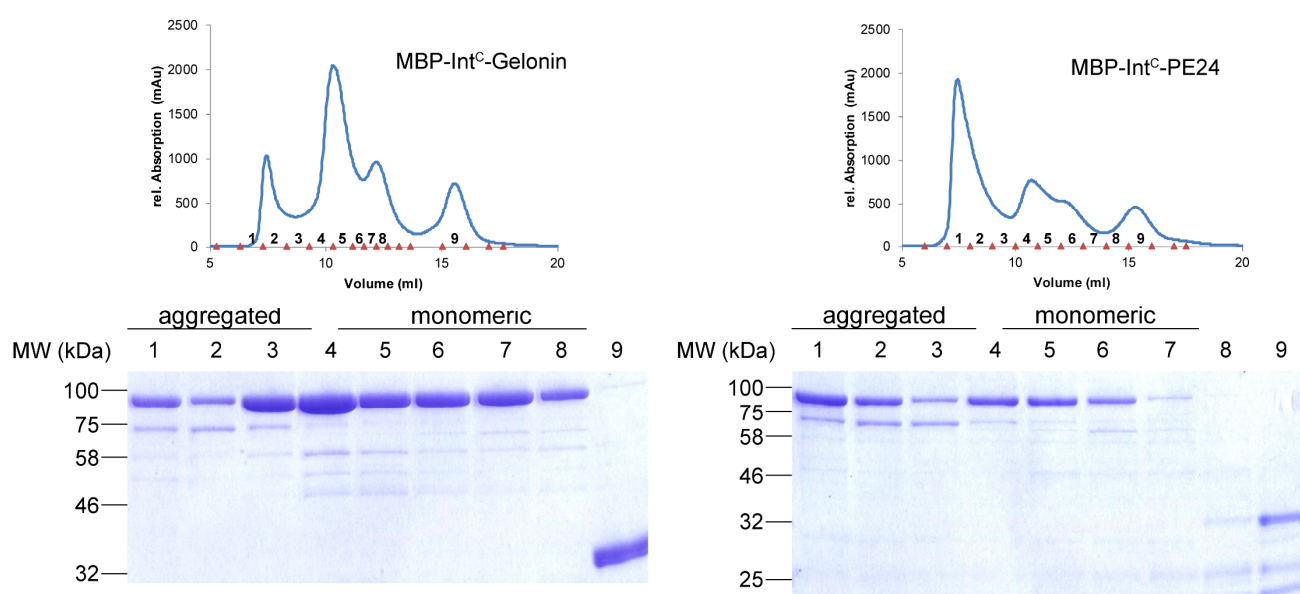 2500
2000
1500
1000
500
0
rel. Absorption (mAu)
MBP-Int^C-Gelonin
1 2 3 4 5 6 7 8 9
5 10 15 20
Volume (ml)
aggregated monomeric
MW (kDa) 1 2 3 4 5 6 7 8 9
100
75
58
46
32
2500
2000
1500
1000
500
0
rel. Absorption (mAu)
MBP-Int^C-PE24
1 2 3 4 5 6 7 8 9
5 10 15 20
Volume (ml)
aggregated monomeric
MW (kDa) 1 2 3 4 5 6 7 8 9
100
75
58
46
32
25